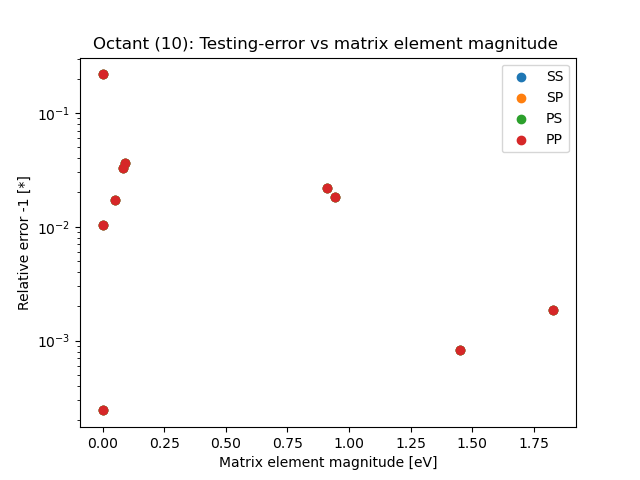 Octant (10): Testing-error vs matrix element magnitude
SS
SP
PS
PP
Relative error -1 [*]
10⁻¹
10⁻²
10⁻³
0.00 0.25 0.50 0.75 1.00 1.25 1.50 1.75
Matrix element magnitude [eV]